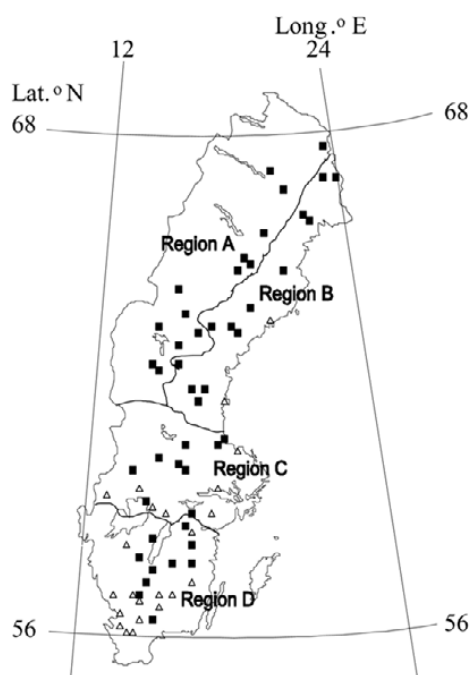 Long.º E
12 24
Lat.º N
68 68
Region A
Region B
Region C
Region D
56 56